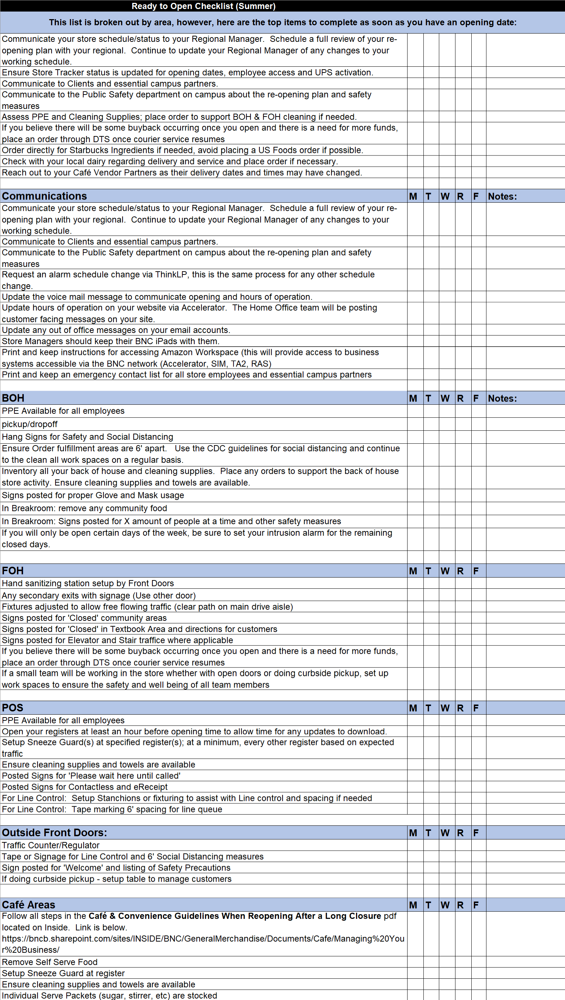 Ready to Open Checklist (Summer)
This list is broken out by area, however, here are the top items to complete as soon as you have an opening date:
Communicate your store schedule/status to your Regional Manager.  Schedule a full review of your re-
opening plan with your regional.  Continue to update your Regional Manager of any changes to your
working schedule.
Ensure Store Tracker status is updated for opening dates, employee access and UPS activation.
Communicate to Clients and essential campus partners.
Communicate to the Public Safety department on campus about the re-opening plan and safety
measures
Assess PPE and Cleaning Supplies; place order to support BOH & FOH cleaning if needed.
If you believe there will be some buyback occurring once you open and there is a need for more funds,
place an order through DTS once courier service resumes
Order directly for Starbucks Ingredients if needed, avoid placing a US Foods order if possible.
Check with your local dairy regarding delivery and service and place order if necessary.
Reach out to your Café Vendor Partners as their delivery dates and times may have changed.
Communications M T W R F Notes:
Communicate your store schedule/status to your Regional Manager.  Schedule a full review of your re-
opening plan with your regional.  Continue to update your Regional Manager of any changes to your
working schedule.
Communicate to Clients and essential campus partners.
Communicate to the Public Safety department on campus about the re-opening plan and safety
measures
Request an alarm schedule change via ThinkLP, this is the same process for any other schedule
change.
Update the voice mail message to communicate opening and hours of operation.
Update hours of operation on your website via Accelerator.  The Home Office team will be posting
customer facing messages on your site.
Update any out of office messages on your email accounts.
Store Managers should keep their BNC iPads with them.
Print and keep instructions for accessing Amazon Workspace (this will provide access to business
systems accessible via the BNC network (Accelerator, SIM, TA2, RAS)
Print and keep an emergency contact list for all store employees and essential campus partners
BOH M T W R F Notes:
PPE Available for all employees
pickup/dropoff
Hang Signs for Safety and Social Distancing
Ensure Order fulfillment areas are 6' apart.   Use the CDC guidelines for social distancing and continue
to the clean all work spaces on a regular basis.
Inventory all your back of house and cleaning supplies.  Place any orders to support the back of house
store activity. Ensure cleaning supplies and towels are available.
Signs posted for proper Glove and Mask usage
In Breakroom: remove any community food
In Breakroom: Signs posted for X amount of people at a time and other safety measures
If you will only be open certain days of the week, be sure to set your intrusion alarm for the remaining
closed days.
FOH M T W R F
Hand sanitizing station setup by Front Doors
Any secondary exits with signage (Use other door)
Fixtures adjusted to allow free flowing traffic (clear path on main drive aisle)
Signs posted for 'Closed' community areas
Signs posted for 'Closed' in Textbook Area and directions for customers
Signs posted for Elevator and Stair traffice where applicable
If you believe there will be some buyback occurring once you open and there is a need for more funds,
place an order through DTS once courier service resumes
If a small team will be working in the store whether with open doors or doing curbside pickup, set up
work spaces to ensure the safety and well being of all team members
POS M T W R F
PPE Available for all employees
Open your registers at least an hour before opening time to allow time for any updates to download.
Setup Sneeze Guard(s) at specified register(s); at a minimum, every other register based on expected
traffic
Ensure cleaning supplies and towels are available
Posted Signs for 'Please wait here until called'
Posted Signs for Contactless and eReceipt
For Line Control:  Setup Stanchions or fixturing to assist with Line control and spacing if needed
For Line Control:  Tape marking 6' spacing for line queue
Outside Front Doors: M T W R F
Traffic Counter/Regulator
Tape or Signage for Line Control and 6' Social Distancing measures
Sign posted for 'Welcome' and listing of Safety Precautions
If doing curbside pickup - setup table to manage customers
Café Areas M T W R F
Follow all steps in the Café & Convenience Guidelines When Reopening After a Long Closure pdf
located on Inside.  Link is below.
https://bncb.sharepoint.com/sites/INSIDE/BNC/GeneralMerchandise/Documents/Cafe/Managing%20You
r%20Business/
Remove Self Serve Food
Setup Sneeze Guard at register
Ensure cleaning supplies and towels are available
Individual Serve Packets (sugar, stirrer, etc) are stocked